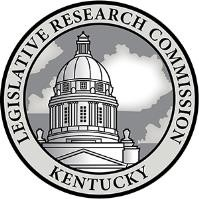 LEGISLATIVE RESEARCH COMMISSION
KENTUCKY